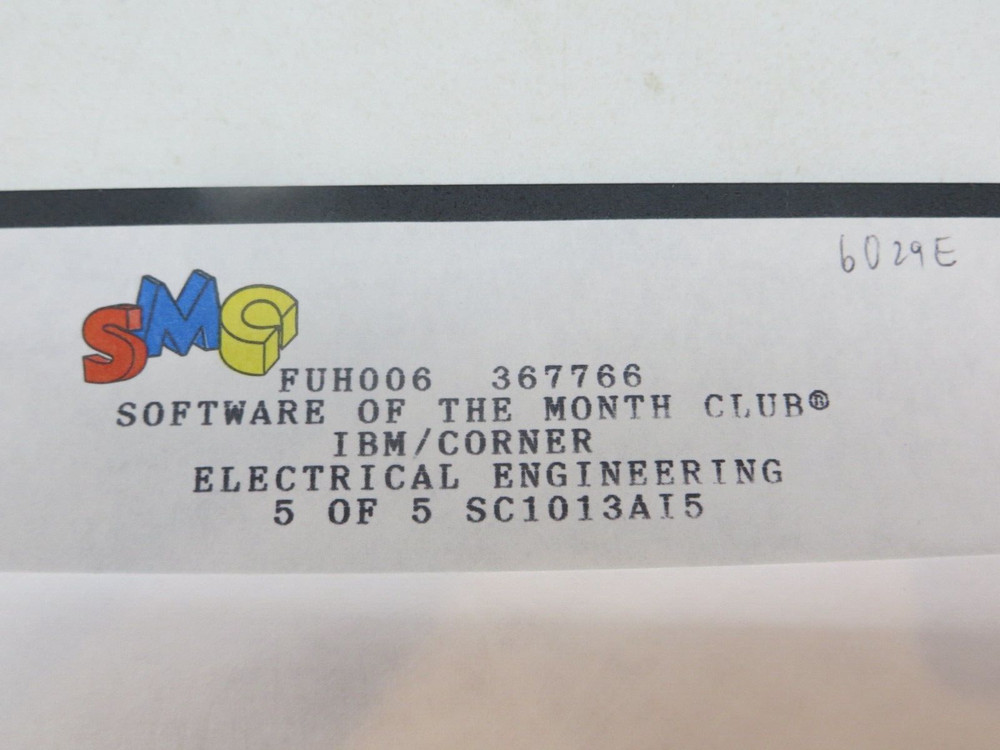 6029E
SMC
FUH006 367766
SOFTWARE OF THE MONTH CLUB®
IBM/CORNER
ELECTRICAL ENGINEERING
5 OF 5 SC1013AI5